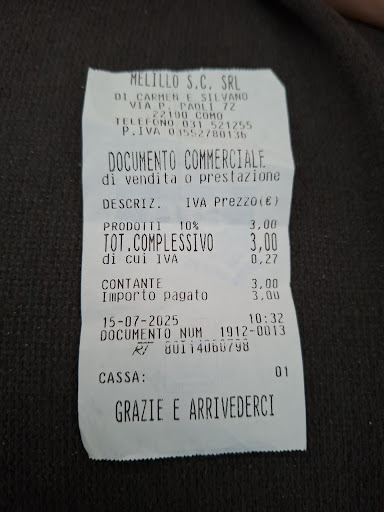 MELILLO S.C. SRL
DI CARMEN E SILVANO
VIA P. PAOLI 72
22100 COMO
TELEFONO 031 521255
P.IVA 03552780136
DOCUMENTO COMMERCIALE
di vendita o prestazione
DESCRIZ. IVA Prezzo(€)
PRODOTTI 10% 3,00
TOT.COMPLESSIVO 3,00
di cui IVA 0,27
CONTANTE 3,00
Importo pagato 3,00
15-07-2025 10:32
DOCUMENTO NUM 1912-0013
RT 80114060798
CASSA: 01
GRAZIE E ARRIVEDERCI